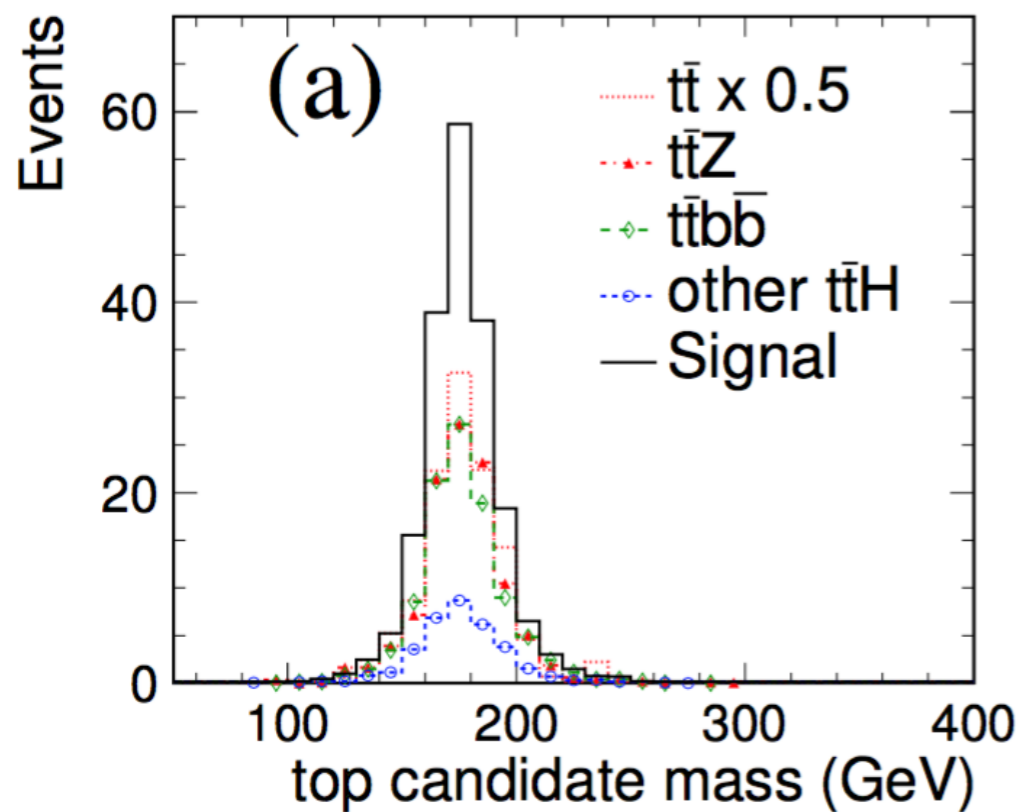 Events
(a)
tt̄ x 0.5
tt̄Z
tt̄bb̄
other tt̄H
Signal
60
40
20
0
100 200 300 400
top candidate mass (GeV)